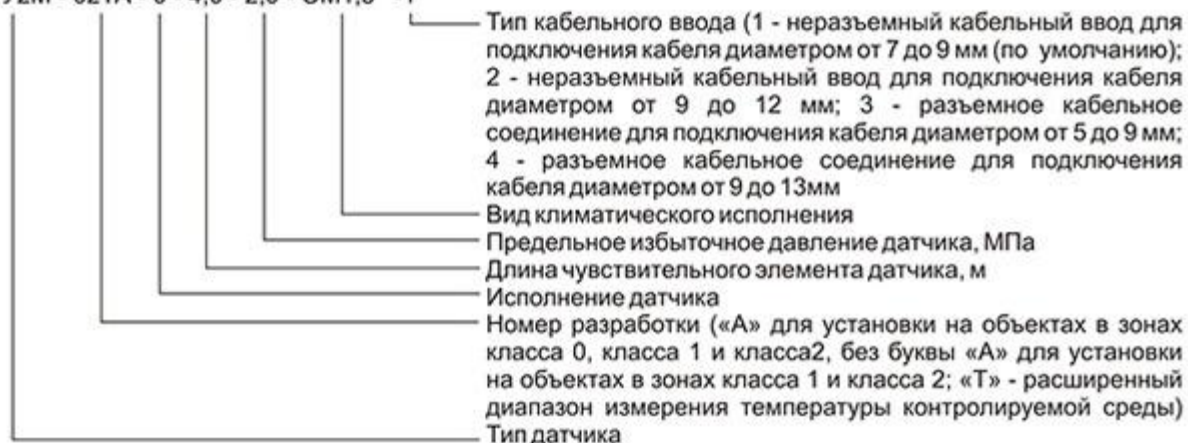 Тип кабельного ввода (1 - неразъемный кабельный ввод для
подключения кабеля диаметром от 7 до 9 мм (по умолчанию);
2 - неразъемный кабельный ввод для подключения кабеля
диаметром от 9 до 12 мм; 3 - разъемное кабельное
соединение для подключения кабеля диаметром от 5 до 9 мм;
4 - разъемное кабельное соединение для подключения
кабеля диаметром от 9 до 13мм
Вид климатического исполнения
Предельное избыточное давление датчика, МПа
Длина чувствительного элемента датчика, м
Исполнение датчика
Номер разработки («А» для установки на объектах в зонах
класса 0, класса 1 и класса2, без буквы «А» для установки
на объектах в зонах класса 1 и класса 2; «Т» - расширенный
диапазон измерения температуры контролируемой среды)
Тип датчика